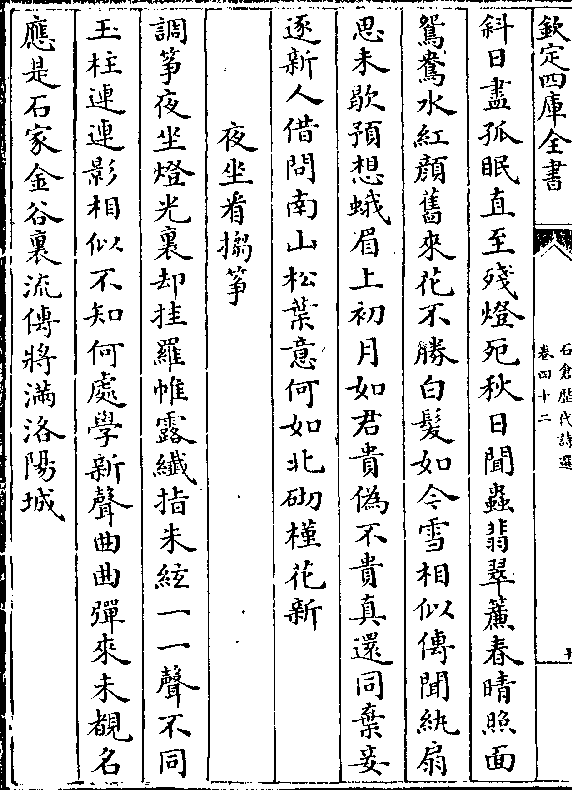 欽定四庫全書
石倉歷代詩選
卷四十二
斜日盡孤眠直至殘燈死秋日聞蟲翡翠簾春晴照面
鴛鴦水紅顏舊來花不勝白髮如今雪相似傳聞紈扇
思未歇預想蛾眉上初月如君貴偽不貴真還同棄妾
逐新人借問南山松葉意何如北砌槿花新
夜坐看搊箏
調箏夜坐燈光裏却挂羅帷露纖指朱絃一一聲不同
玉柱連連影相似不知何處學新聲曲曲彈來未覩名
應是石家金谷裏流傳將滿洛陽城